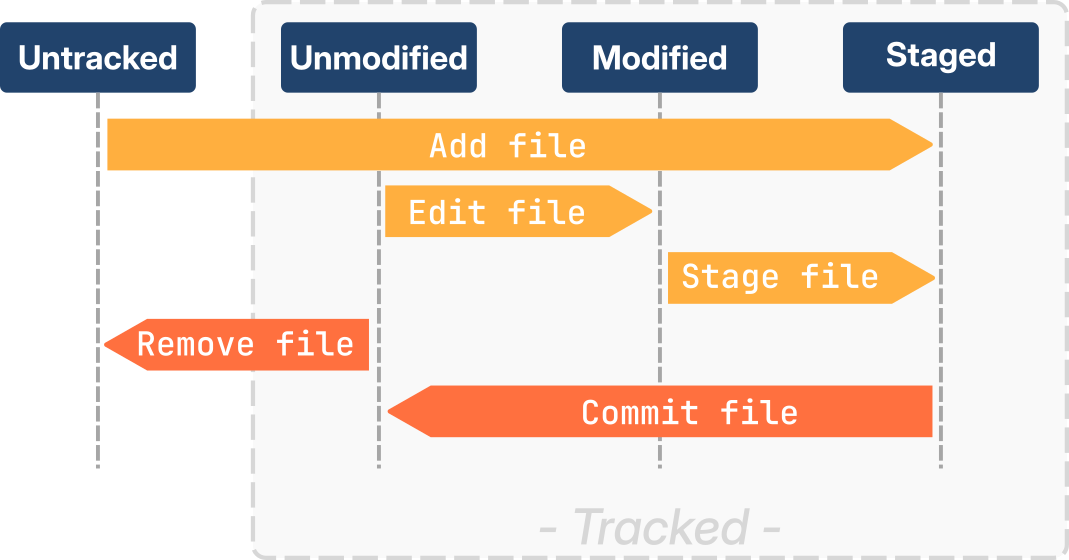 Untracked
Unmodified
Modified
Staged
Add file
Edit file
Stage file
Remove file
Commit file
- Tracked -